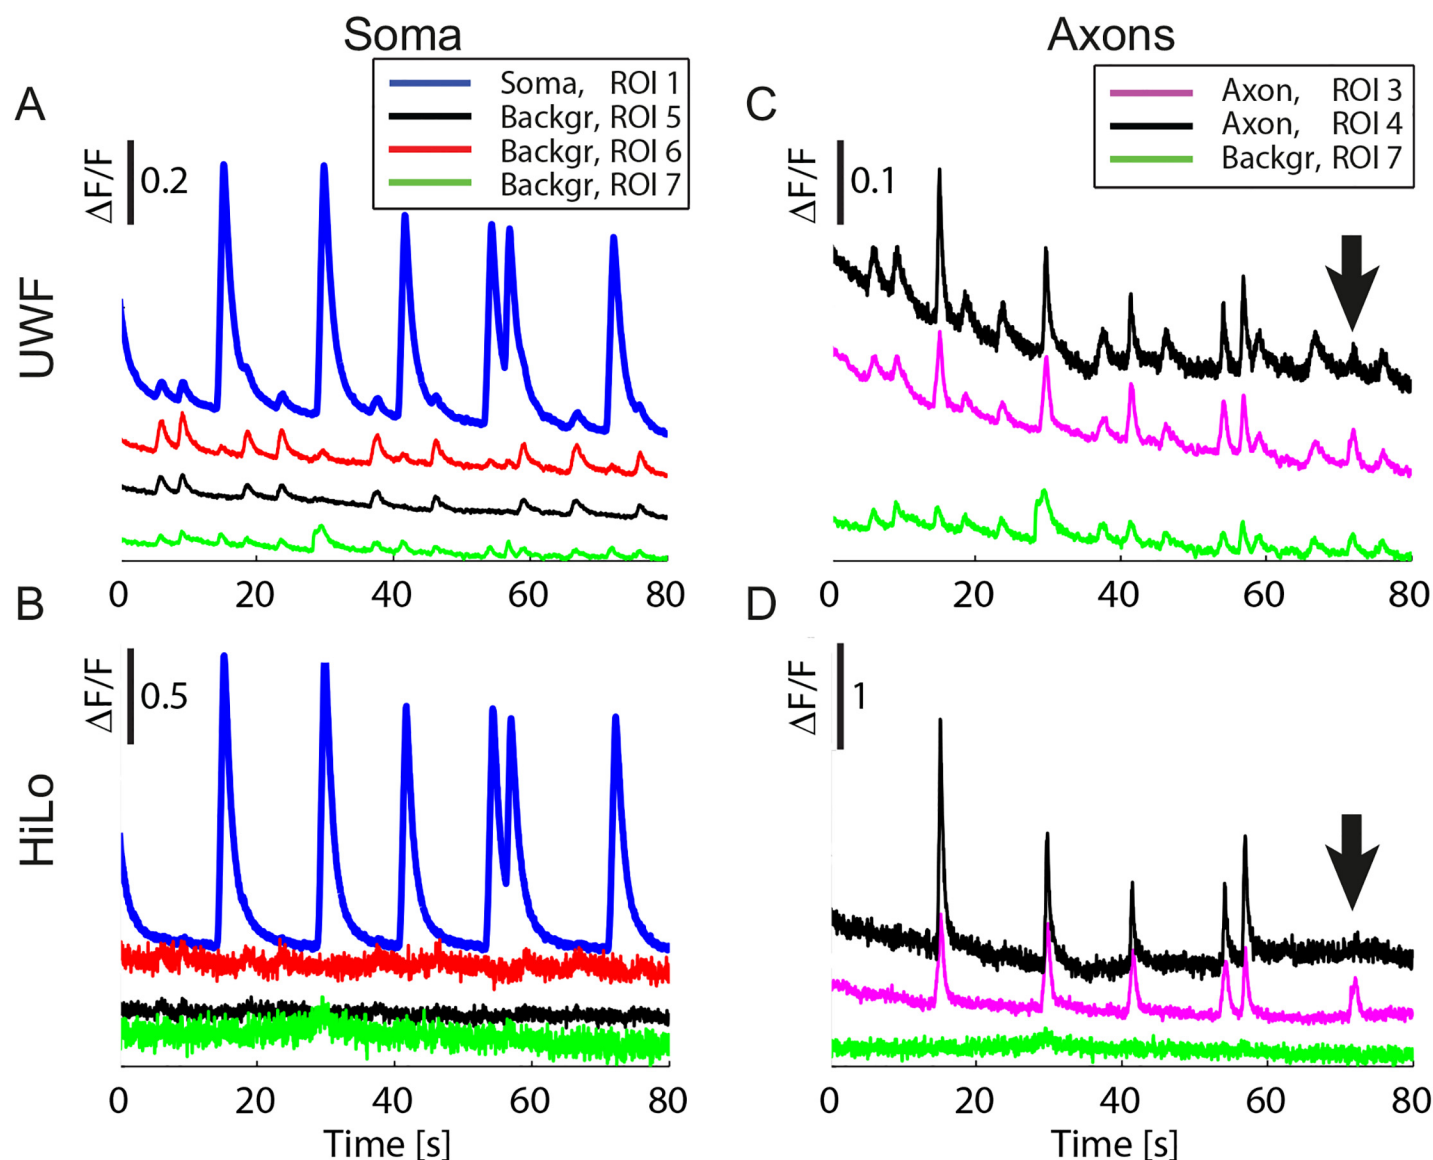 Soma
Axons
A
Soma, ROI 1
Backgr, ROI 5
Backgr, ROI 6
Backgr, ROI 7
ΔF/F
0.2
UWF
0 20 40 60 80
C
Axon, ROI 3
Axon, ROI 4
Backgr, ROI 7
ΔF/F
0.1
0 20 40 60 80
B
ΔF/F
0.5
HiLo
0 20 40 60 80
Time [s]
D
ΔF/F
1
0 20 40 60 80
Time [s]